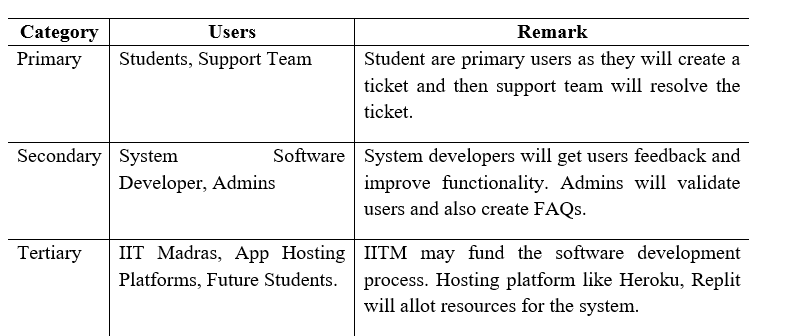 Category Users Remark
Primary Students, Support Team Student are primary users as they will create a
ticket and then support team will resolve the
ticket.
Secondary System Software System developers will get users feedback and
Developer, Admins improve functionality. Admins will validate
users and also create FAQs.
Tertiary IIT Madras, App Hosting IITM may fund the software development
Platforms, Future Students. process. Hosting platform like Heroku, Replit
will allot resources for the system.